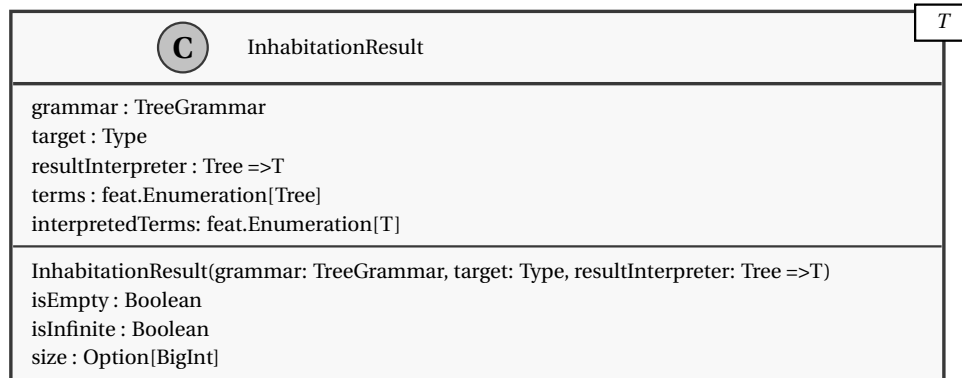 T
C InhabitationResult
grammar : TreeGrammar
target : Type
resultInterpreter : Tree =>T
terms : feat.Enumeration[Tree]
interpretedTerms: feat.Enumeration[T]
InhabitationResult(grammar: TreeGrammar, target: Type, resultInterpreter: Tree =>T)
isEmpty : Boolean
isInfinite : Boolean
size : Option[BigInt]